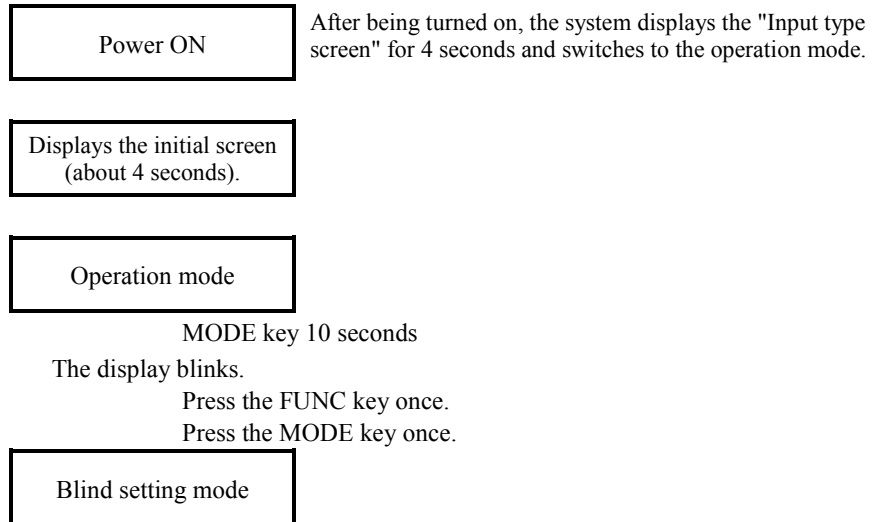 Power ON
After being turned on, the system displays the "Input type
screen" for 4 seconds and switches to the operation mode.
Displays the initial screen
(about 4 seconds).
Operation mode
MODE key 10 seconds
The display blinks.
Press the FUNC key once.
Press the MODE key once.
Blind setting mode